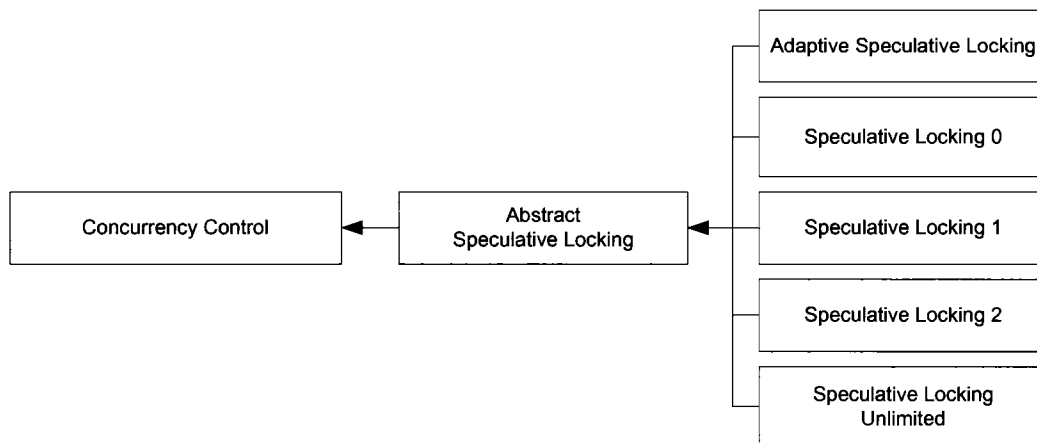 Adaptive Speculative Locking
Speculative Locking 0
Concurrency Control
Abstract
Speculative Locking
Speculative Locking 1
Speculative Locking 2
Speculative Locking
Unlimited